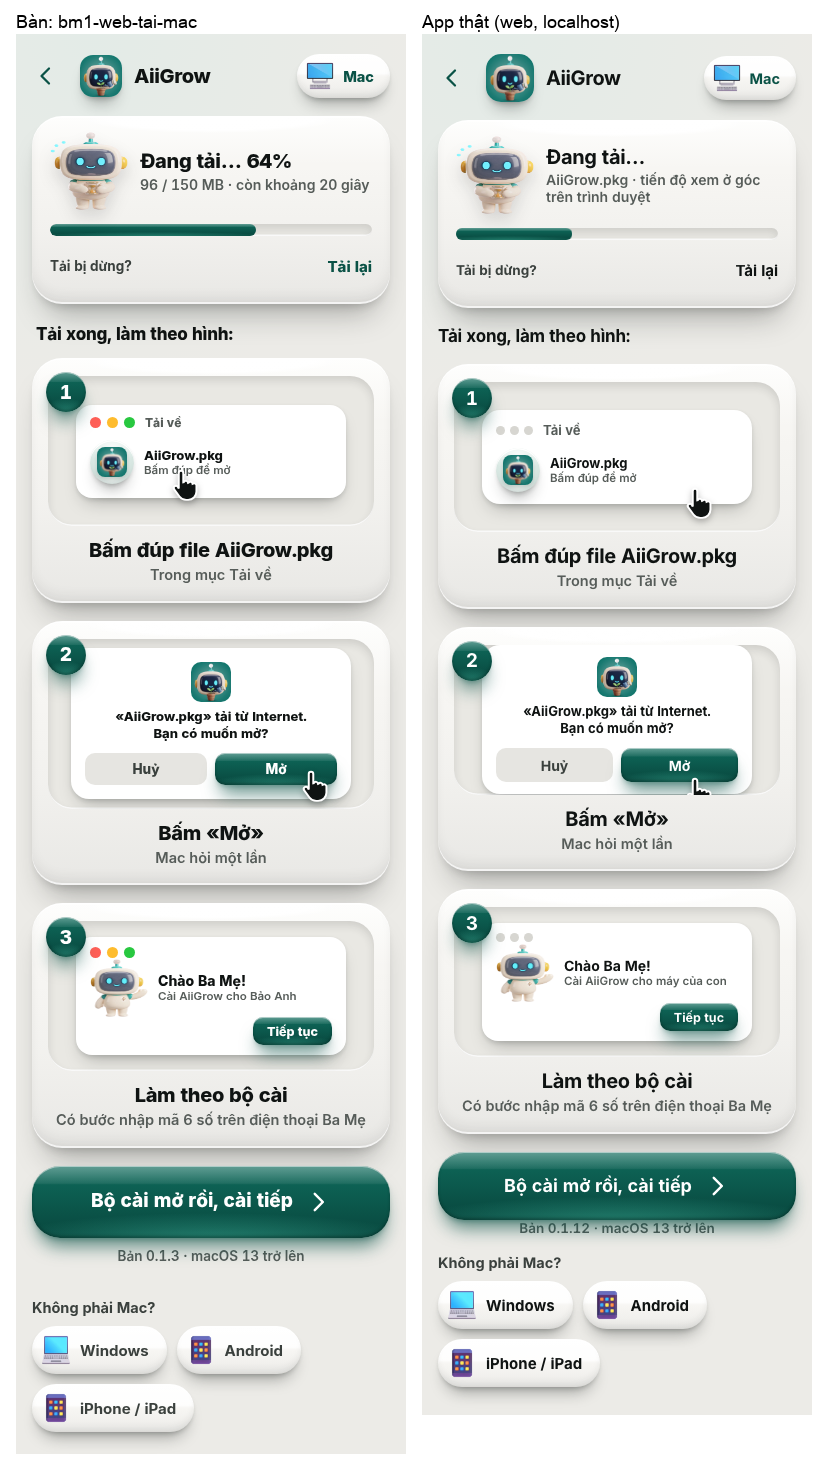 Bàn: bm1-web-tai-mac
AiiGrow
Mac
Đang tải... 64%
96 / 150 MB · còn khoảng 20 giây
Tải bị dừng?
Tải lại
Tải xong, làm theo hình:
1
Tải về
AiiGrow.pkg
Bấm đúp để mở
Bấm đúp file AiiGrow.pkg
Trong mục Tải về
2
«AiiGrow.pkg» tải từ Internet.
Bạn có muốn mở?
Huỷ
Mở
Bấm «Mở»
Mac hỏi một lần
3
Chào Ba Mẹ!
Cài AiiGrow cho Bảo Anh
Tiếp tục
Làm theo bộ cài
Có bước nhập mã 6 số trên điện thoại Ba Mẹ
Bộ cài mở rồi, cài tiếp
Bản 0.1.3 · macOS 13 trở lên
Không phải Mac?
Windows
Android
iPhone / iPad
App thật (web, localhost)
AiiGrow
Mac
Đang tải...
AiiGrow.pkg · tiến độ xem ở góc
trên trình duyệt
Tải bị dừng?
Tải lại
Tải xong, làm theo hình:
1
Tải về
AiiGrow.pkg
Bấm đúp để mở
Bấm đúp file AiiGrow.pkg
Trong mục Tải về
2
«AiiGrow.pkg» tải từ Internet.
Bạn có muốn mở?
Huỷ
Mở
Bấm «Mở»
Mac hỏi một lần
3
Chào Ba Mẹ!
Cài AiiGrow cho máy của con
Tiếp tục
Làm theo bộ cài
Có bước nhập mã 6 số trên điện thoại Ba Mẹ
Bộ cài mở rồi, cài tiếp
Bản 0.1.12 · macOS 13 trở lên
Không phải Mac?
Windows
Android
iPhone / iPad